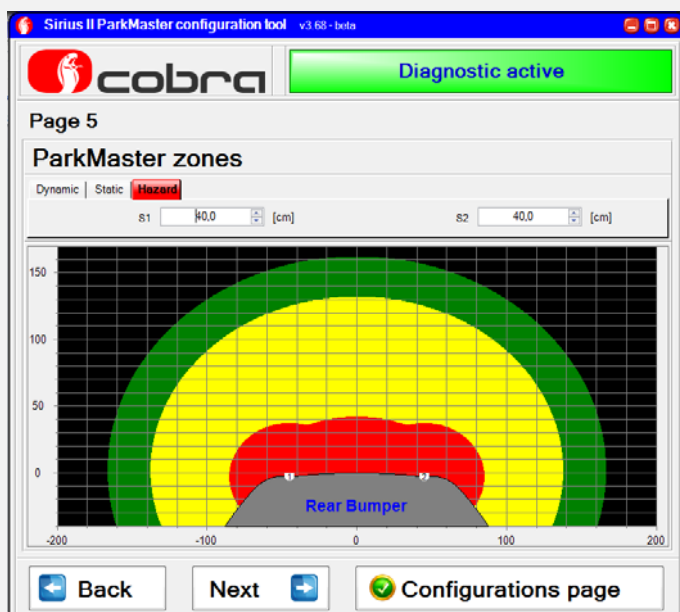 Sirius II ParkMaster configuration tool v3.68 - beta
cobra
Diagnostic active
Page 5
ParkMaster zones
Dynamic Static Hazard
S1 40,0 [cm] S2 40,0 [cm]
150
100
50
0
1 2
Rear Bumper
-200 -100 0 100 200
Back Next Configurations page